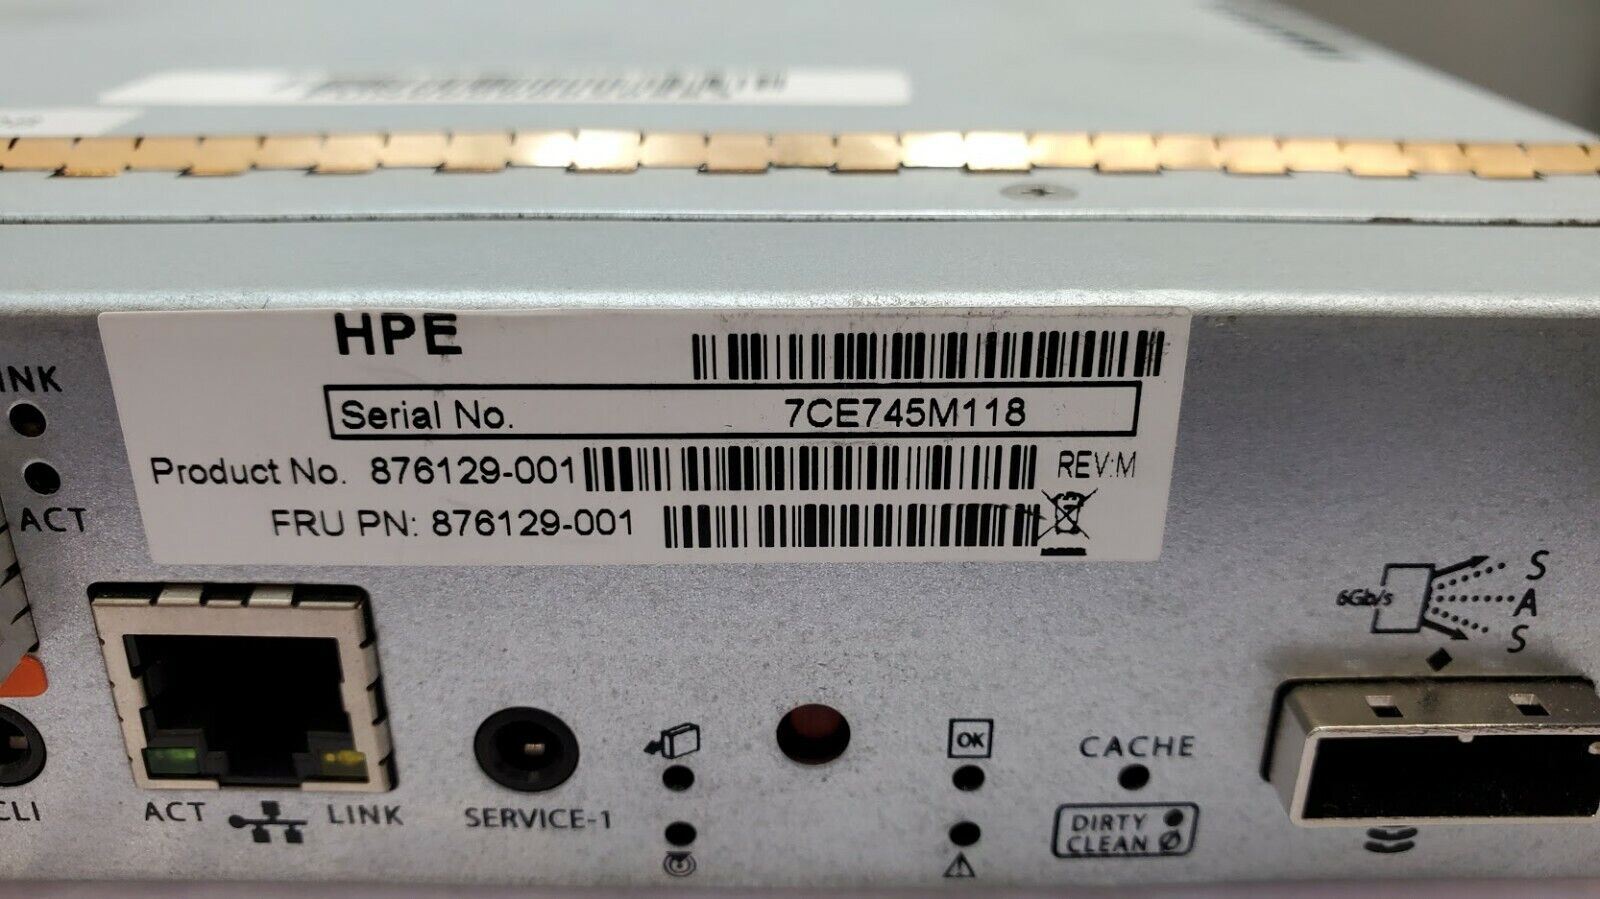 HPE
Serial No. 7CE745M118
Product No. 876129-001 REV:M
FRU PN: 876129-001
INK
ACT
6Gb/s
S
A
S
OK
CACHE
CLI
ACT LINK
SERVICE-1
DIRTY
CLEAN